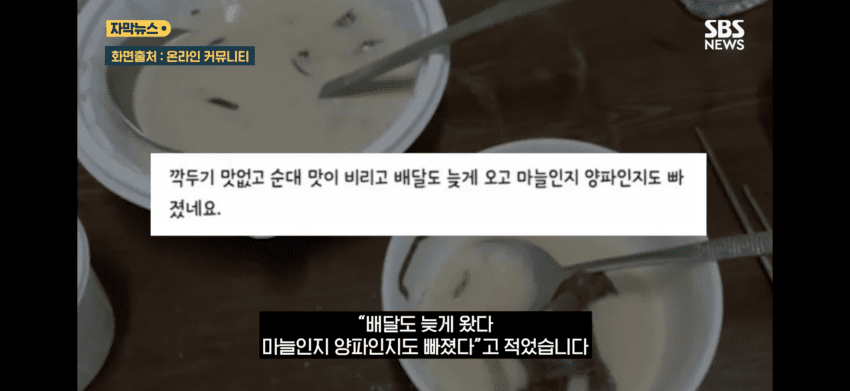 자막뉴스
SBS
NEWS
화면출처 : 온라인 커뮤니티
깍두기 맛없고 순대 맛이 비리고 배달도 늦게 오고 마늘인지 양파인지도 빠
졌네요.
“배달도 늦게 왔다
마늘인지 양파인지도 빠졌다”고 적었습니다